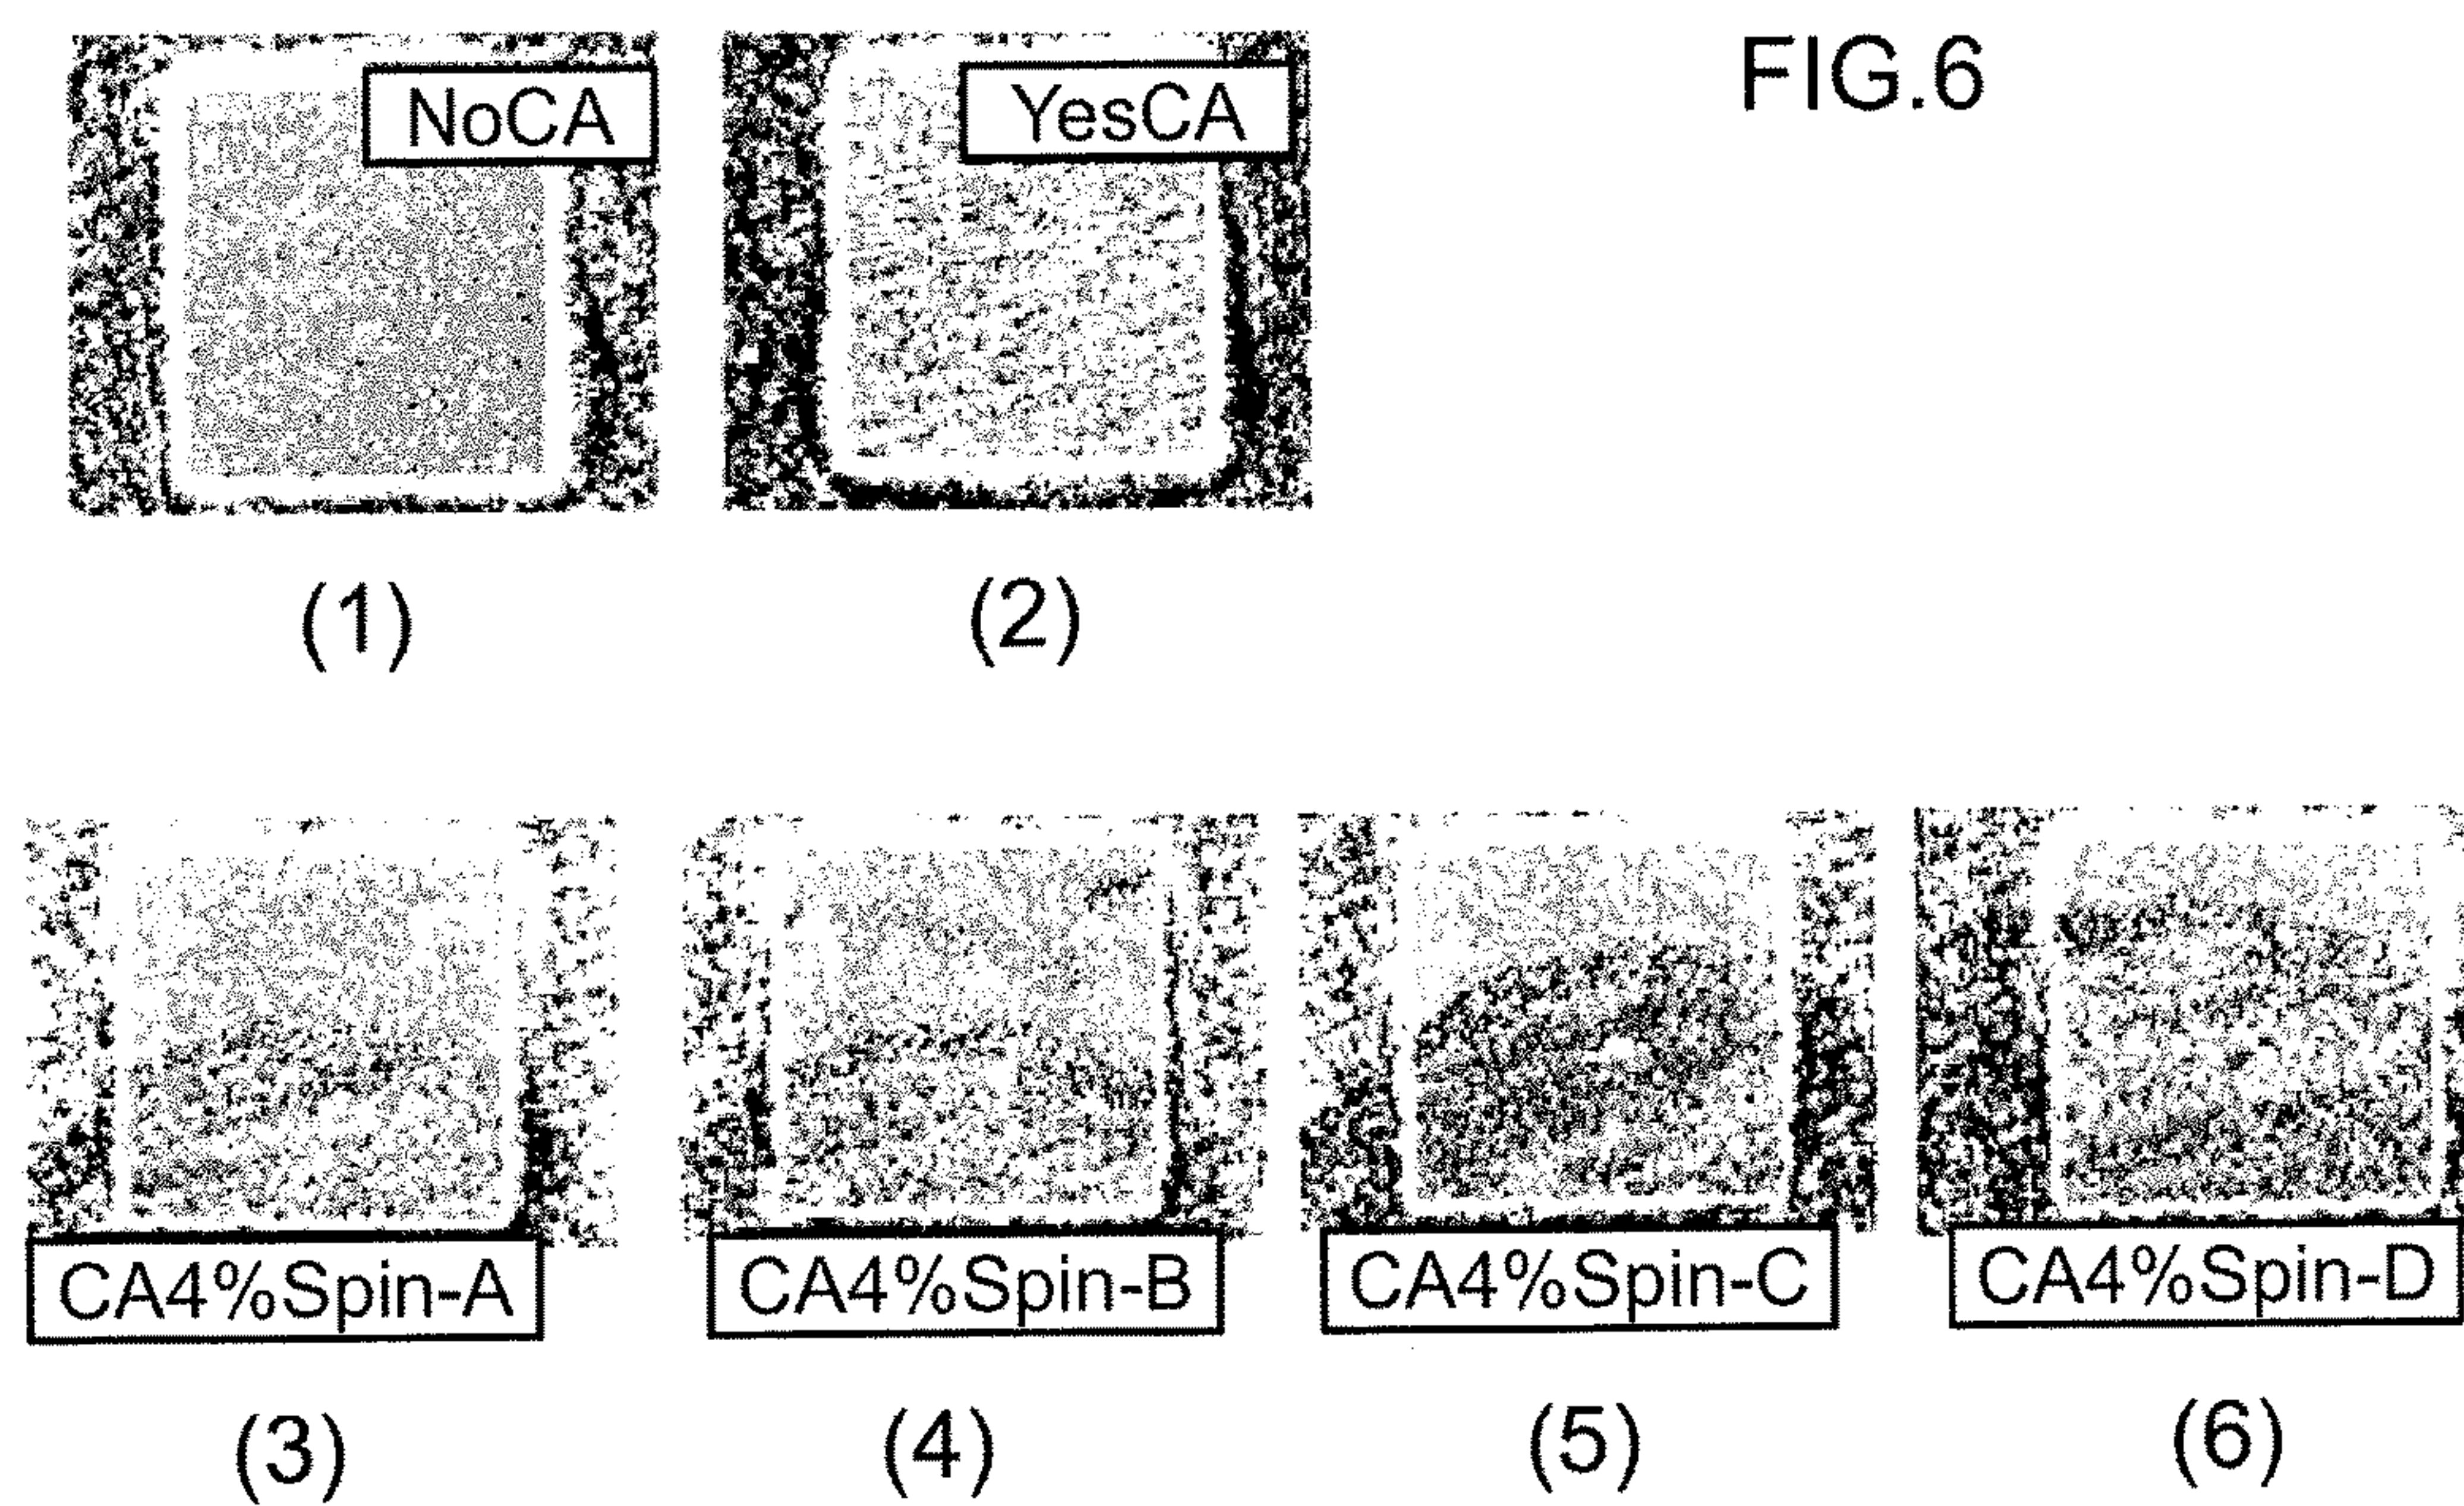 FIG.6
NoCA
YesCA
(1)
(2)
CA4%Spin-A
CA4%Spin-B
CA4%Spin-C
CA4%Spin-D
(3)
(4)
(5)
(6)